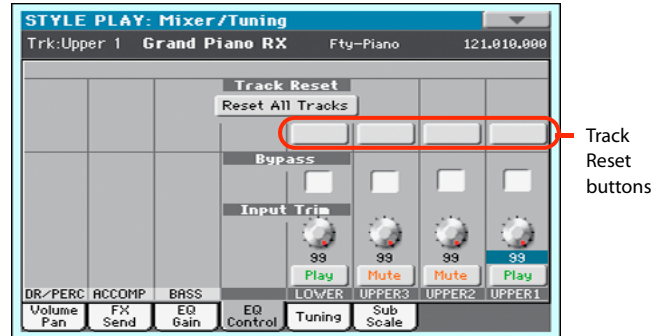 STYLE PLAY: Mixer/Tuning
Trk:Upper 1 Grand Piano RX Fty-Piano 121.010.000
Track Reset
Reset All Tracks
Track
Reset
buttons
Bypass
Input Trim
99 99 99 99
Play Mute Mute Play
DR/PERC ACCOMP BASS LOWER UPPER3 UPPER2 UPPER1
Volume Pan FX Send EQ Gain EQ Control Tuning Sub Scale